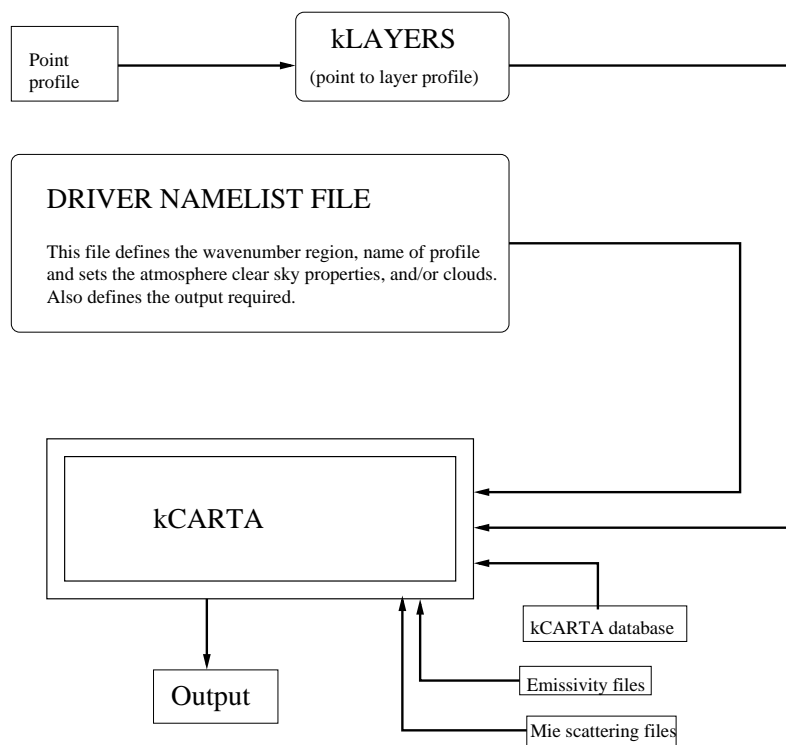 Point
profile
kLAYERS
(point to layer profile)
DRIVER NAMELIST FILE
This file defines the wavenumber region, name of profile
and sets the atmosphere clear sky properties, and/or clouds.
Also defines the output required.
kCARTA
kCARTA database
Output
Emissivity files
Mie scattering files